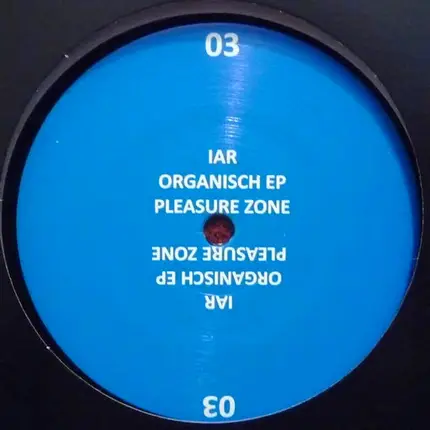 03
IAR
ORGANISCH EP
PLEASURE ZONE
PLEASURE ZONE
ORGANISCH EP
IAR
03